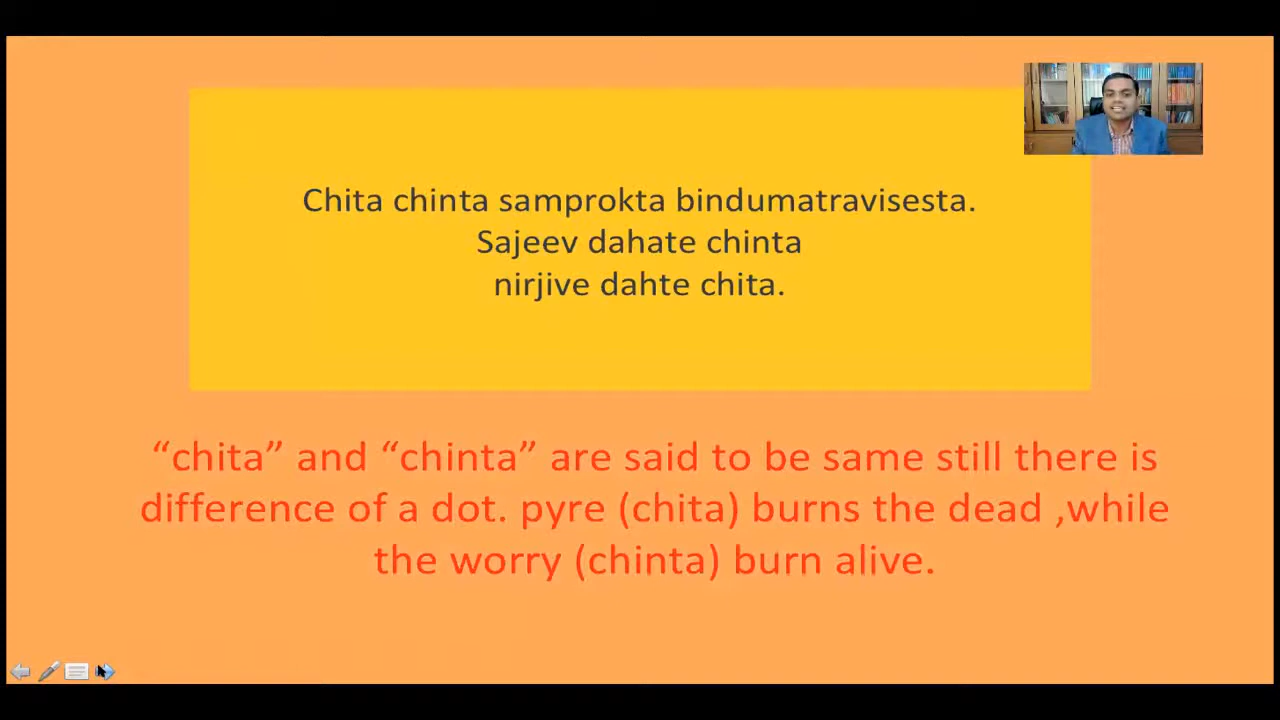 Chita chinta samprokta bindumatravisesta.
Sajeev dahate chinta
nirjive dahte chita.
“chita” and “chinta” are said to be same still there is
difference of a dot. pyre (chita) burns the dead ,while
the worry (chinta) burn alive.